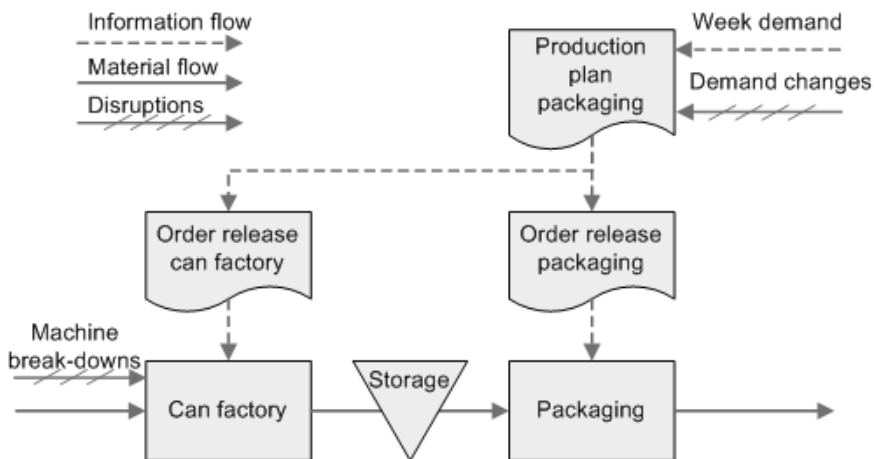 Information flow
Material flow
Disruptions
Production
plan
packaging
Week demand
Demand changes
Order release
can factory
Order release
packaging
Machine
break-downs
Can factory
Storage
Packaging